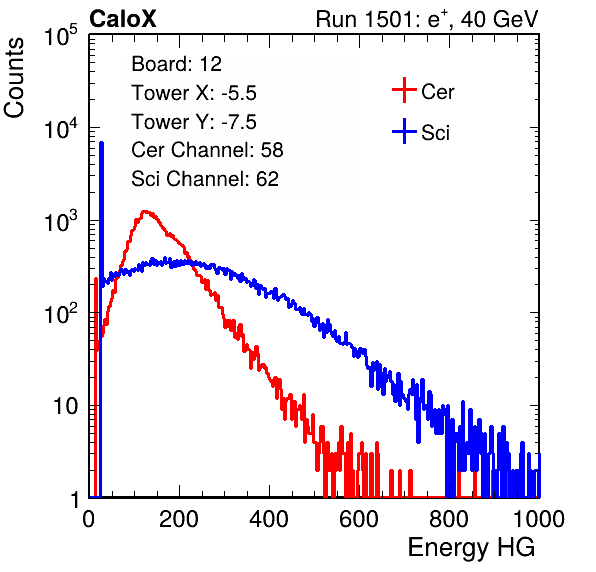 CaloX Run 1501: e⁺, 40 GeV
Counts
Board: 12
Tower X: -5.5
Tower Y: -7.5
Cer Channel: 58
Sci Channel: 62
Cer
Sci
10⁵
10⁴
10³
10²
10
1
0 200 400 600 800 1000
Energy HG